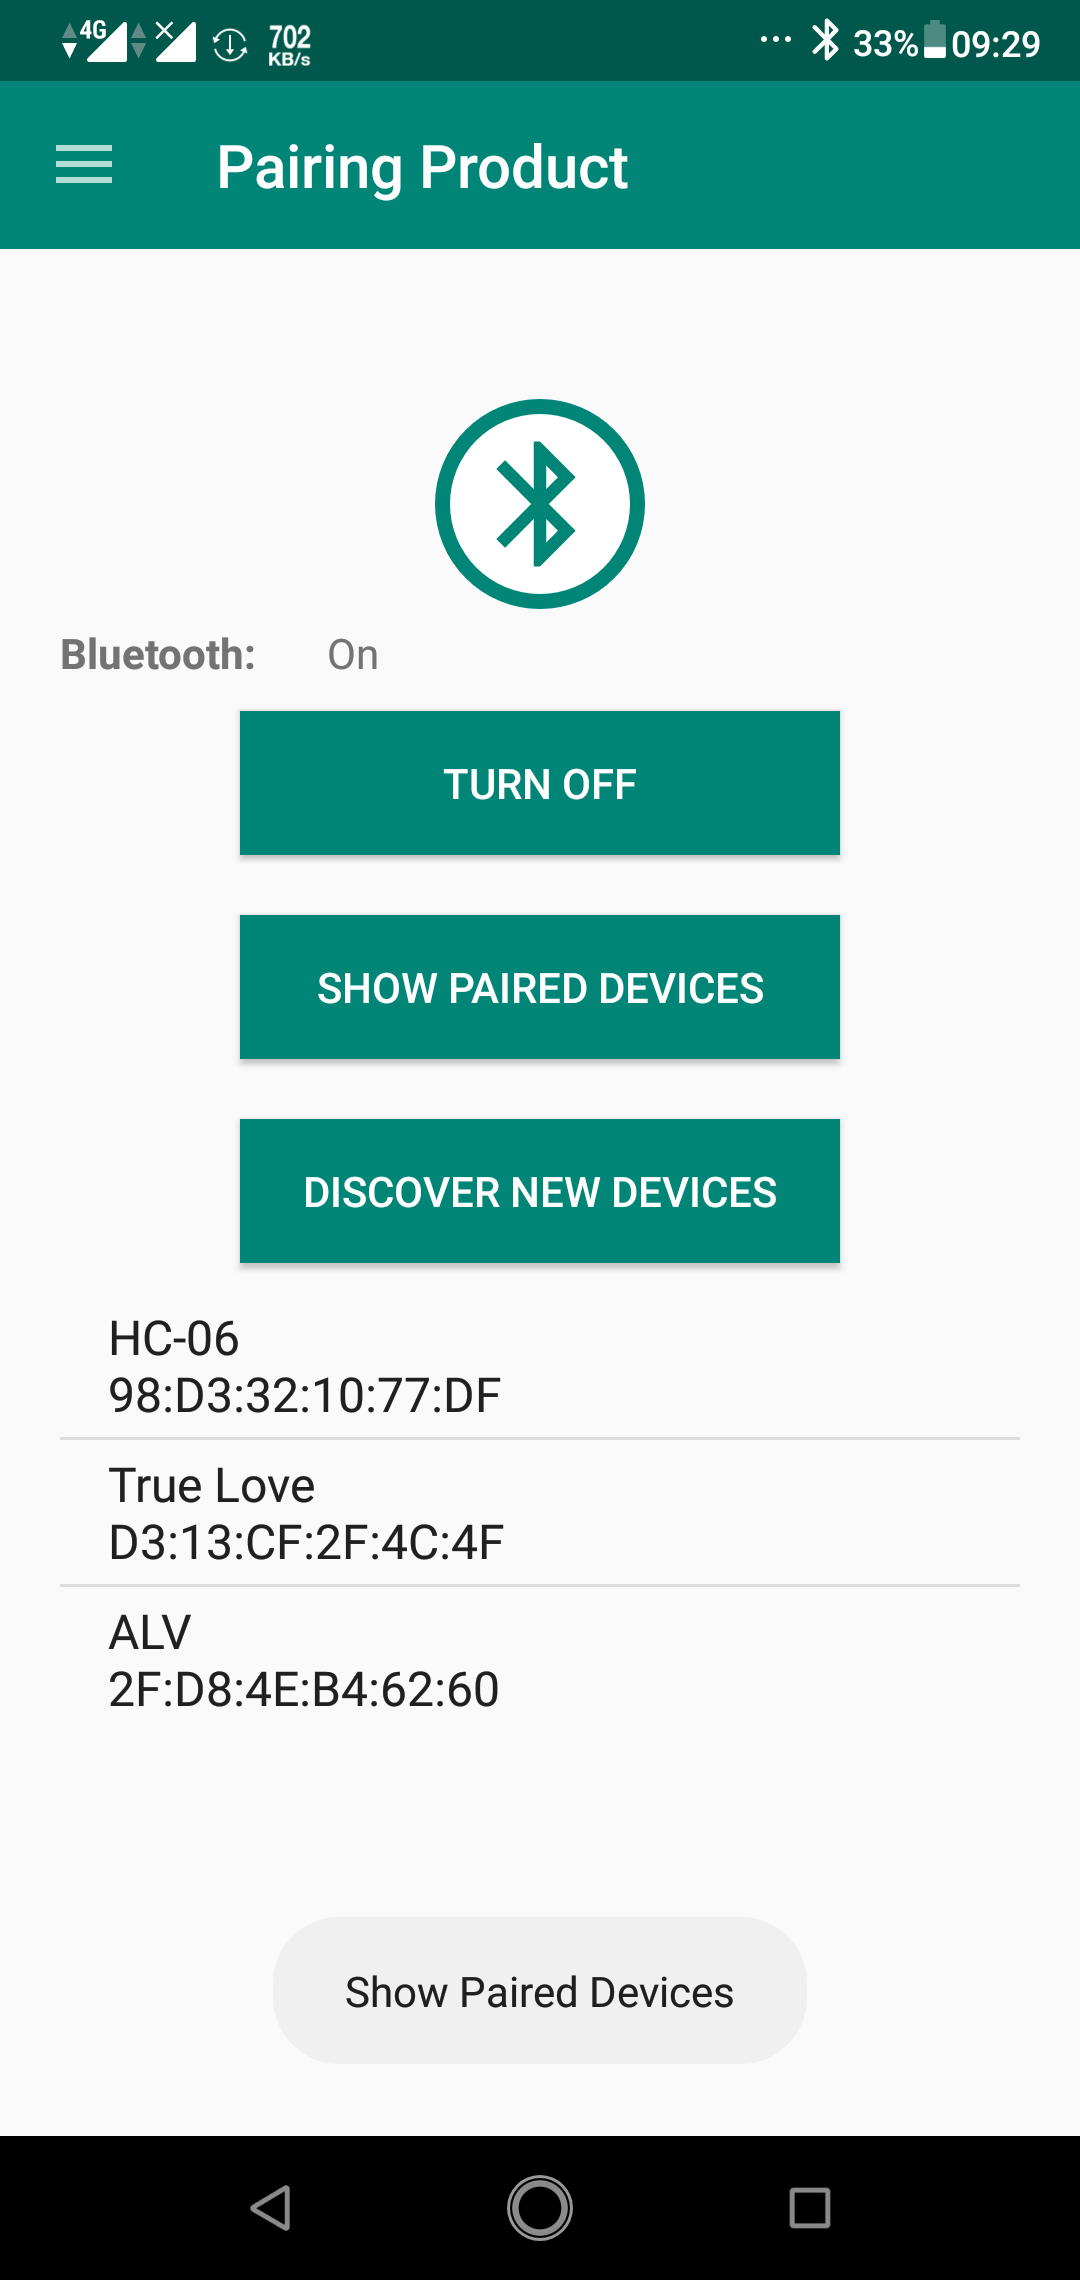 4G 702 KB/s ... 33% 09:29
Pairing Product
Bluetooth: On
TURN OFF
SHOW PAIRED DEVICES
DISCOVER NEW DEVICES
HC-06
98:D3:32:10:77:DF
True Love
D3:13:CF:2F:4C:4F
ALV
2F:D8:4E:B4:62:60
Show Paired Devices